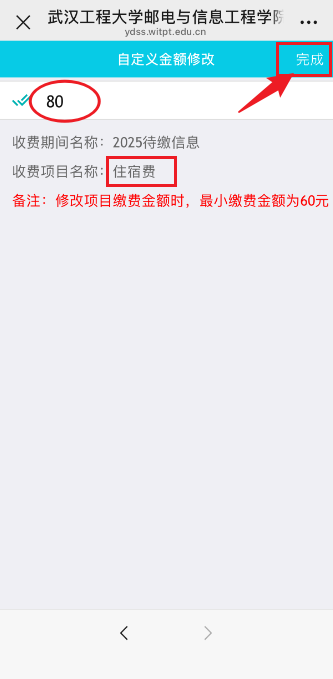 武汉工程大学邮电与信息工程学院
ydss.witpt.edu.cn
自定义金额修改
完成
80
收费期间名称：2025待缴信息
收费项目名称：住宿费
备注：修改项目缴费金额时，最小缴费金额为60元